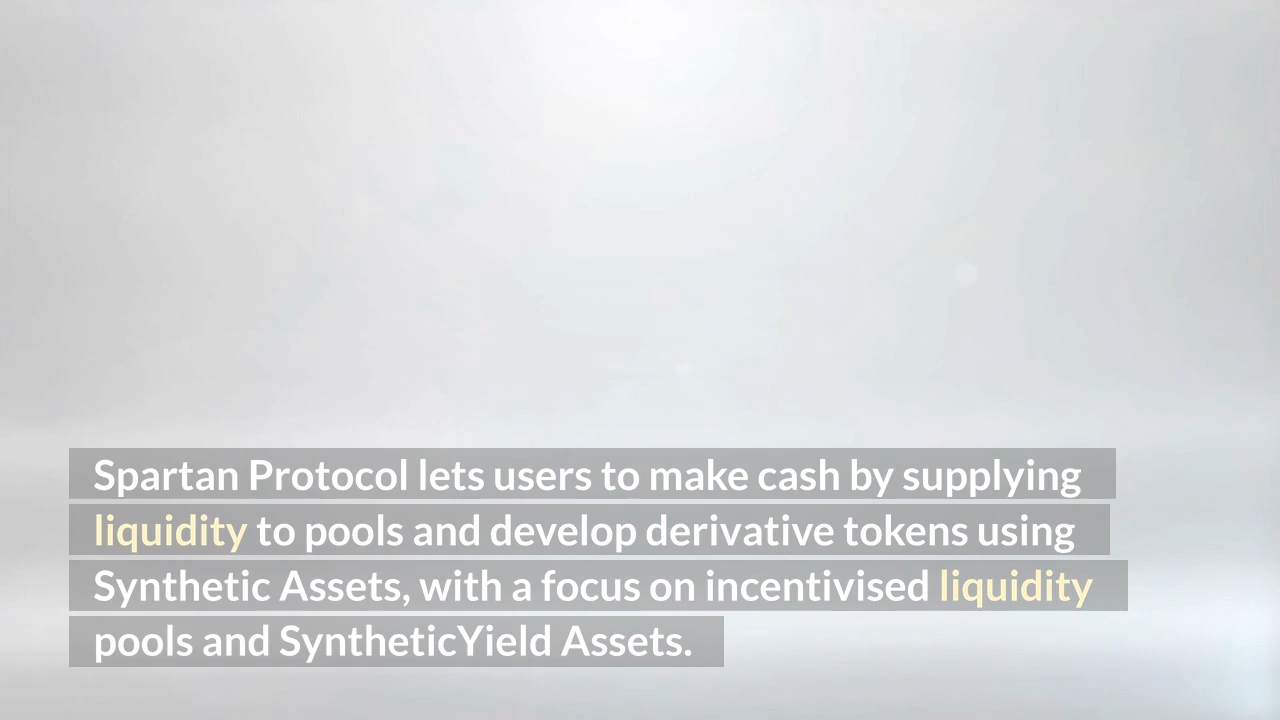 Spartan Protocol lets users to make cash by supplying
liquidity to pools and develop derivative tokens using
Synthetic Assets, with a focus on incentivised liquidity
pools and SyntheticYield Assets.